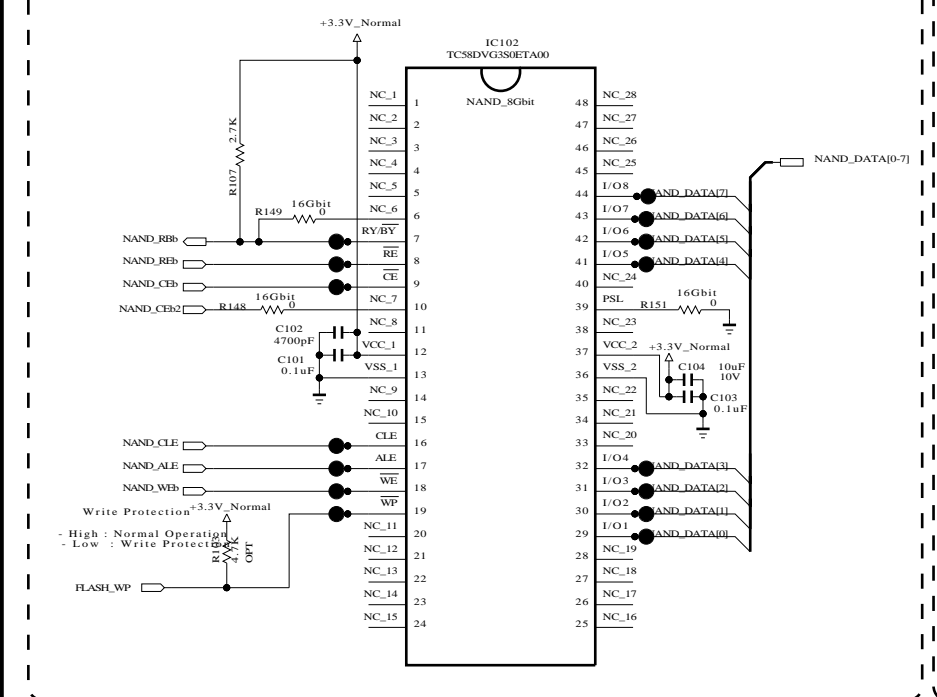 +3.3V_Normal
IC102
TC58DVG3S0ETA00
NAND_8Gbit
NC_1 1
NC_2 2
NC_3 3
NC_4 4
NC_5 5
NC_6 6
RY/BY 7
RE 8
CE 9
NC_7 10
NC_8 11
VCC_1 12
VSS_1 13
NC_9 14
NC_10 15
CLE 16
ALE 17
WE 18
WP 19
NC_11 20
NC_12 21
NC_13 22
NC_14 23
NC_15 24
48 NC_28
47 NC_27
46 NC_26
45 NC_25
44 I/O8 NAND_DATA[7]
43 I/O7 NAND_DATA[6]
42 I/O6 NAND_DATA[5]
41 I/O5 NAND_DATA[4]
40 NC_24
39 PSL
38 NC_23
37 VCC_2
36 VSS_2
35 NC_22
34 NC_21
33 NC_20
32 I/O4 NAND_DATA[3]
31 I/O3 NAND_DATA[2]
30 I/O2 NAND_DATA[1]
29 I/O1 NAND_DATA[0]
28 NC_19
27 NC_18
26 NC_17
25 NC_16
R107 2.7K
R149 16Gbit 0
NAND_RBb
NAND_REb
NAND_CEb
NAND_CEb2 R148 16Gbit 0
C102
4700pF
C101
0.1uF
NAND_CLE
NAND_ALE
NAND_WEb
Write Protection
- High : Normal Operation
- Low : Write Protection
+3.3V_Normal
4.7K
OPT
FLASH_WP
NAND_DATA[0-7]
R151 16Gbit 0
+3.3V_Normal
C104 10uF
10V
C103
0.1uF